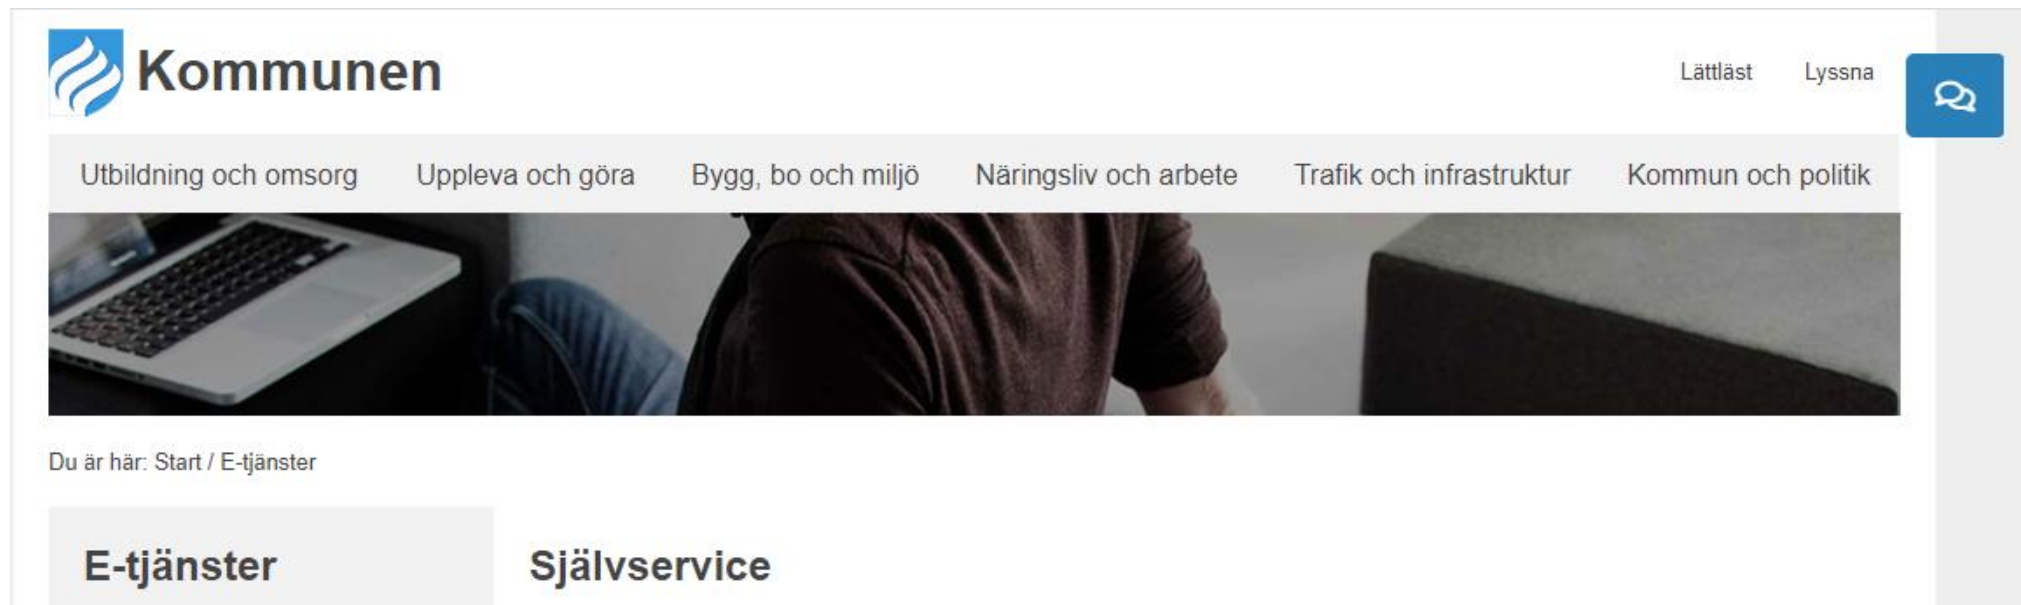 Kommunen
Lättläst Lyssna
Utbildning och omsorg Uppleva och göra Bygg, bo och miljö Näringsliv och arbete Trafik och infrastruktur Kommun och politik
Du är här: Start / E-tjänster
E-tjänster
Självservice